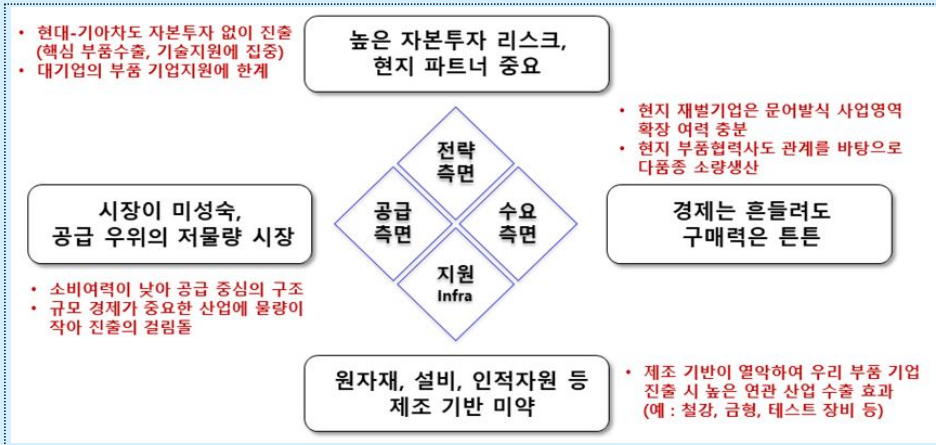 • 현대-기아차도 자본투자 없이 진출
(핵심 부품수출, 기술지원에 집중)
• 대기업의 부품 기업지원에 한계
높은 자본투자 리스크,
현지 파트너 중요
• 현지 재벌기업은 문어발식 사업영역
확장 여력 충분
• 현지 부품협력사도 관계를 바탕으로
다품종 소량생산
전략
측면
시장이 미성숙,
공급 우위의 저물량 시장
공급
측면
수요
측면
경제는 흔들려도
구매력은 튼튼
지원
Infra
• 소비여력이 낮아 공급 중심의 구조
• 규모 경제가 중요한 산업에 물량이
작아 진출의 걸림돌
원자재, 설비, 인적자원 등
제조 기반 미약
• 제조 기반이 열악하여 우리 부품 기업
진출 시 높은 연관 산업 수출 효과
(예 : 철강, 금형, 테스트 장비 등)